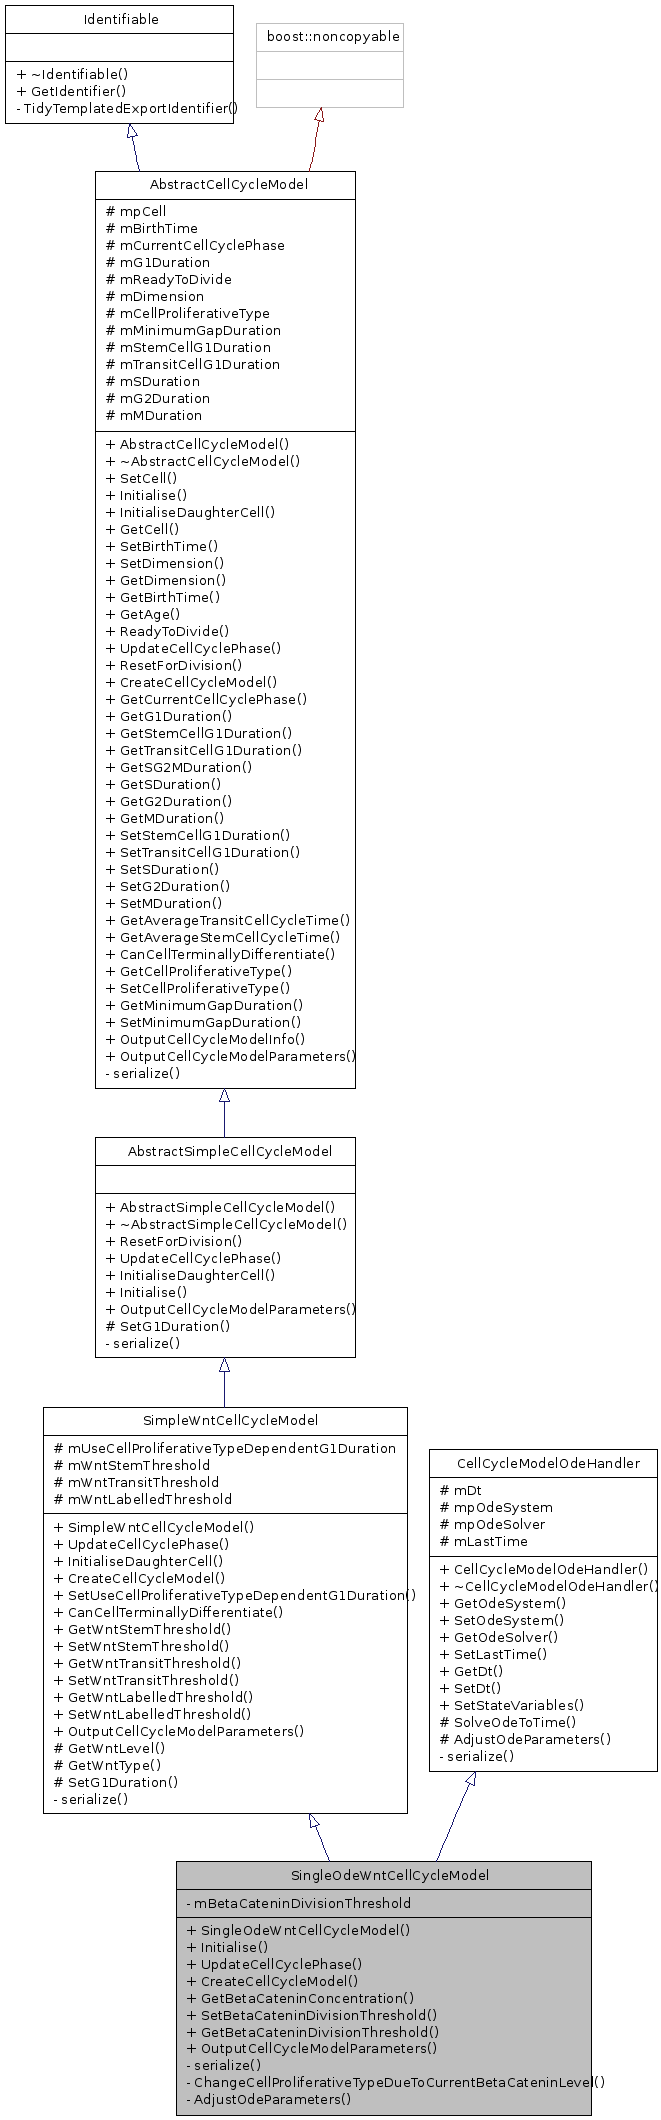 Identifiable
+ ~Identifiable()
+ GetIdentifier()
- TidyTemplatedExportIdentifier()
boost::noncopyable
AbstractCellCycleModel
# mpCell
# mBirthTime
# mCurrentCellCyclePhase
# mG1Duration
# mReadyToDivide
# mDimension
# mCellProliferativeType
# mMinimumGapDuration
# mStemCellG1Duration
# mTransitCellG1Duration
# mSDuration
# mG2Duration
# mMDuration
+ AbstractCellCycleModel()
+ ~AbstractCellCycleModel()
+ SetCell()
+ Initialise()
+ InitialiseDaughterCell()
+ GetCell()
+ SetBirthTime()
+ SetDimension()
+ GetDimension()
+ GetBirthTime()
+ GetAge()
+ ReadyToDivide()
+ UpdateCellCyclePhase()
+ ResetForDivision()
+ CreateCellCycleModel()
+ GetCurrentCellCyclePhase()
+ GetG1Duration()
+ GetStemCellG1Duration()
+ GetTransitCellG1Duration()
+ GetSG2MDuration()
+ GetSDuration()
+ GetG2Duration()
+ GetMDuration()
+ SetStemCellG1Duration()
+ SetTransitCellG1Duration()
+ SetSDuration()
+ SetG2Duration()
+ SetMDuration()
+ GetAverageTransitCellCycleTime()
+ GetAverageStemCellCycleTime()
+ CanCellTerminallyDifferentiate()
+ GetCellProliferativeType()
+ SetCellProliferativeType()
+ GetMinimumGapDuration()
+ SetMinimumGapDuration()
+ OutputCellCycleModelInfo()
+ OutputCellCycleModelParameters()
- serialize()
AbstractSimpleCellCycleModel
+ AbstractSimpleCellCycleModel()
+ ~AbstractSimpleCellCycleModel()
+ ResetForDivision()
+ UpdateCellCyclePhase()
+ InitialiseDaughterCell()
+ Initialise()
+ OutputCellCycleModelParameters()
# SetG1Duration()
- serialize()
SimpleWntCellCycleModel
# mUseCellProliferativeTypeDependentG1Duration
# mWntStemThreshold
# mWntTransitThreshold
# mWntLabelledThreshold
+ SimpleWntCellCycleModel()
+ UpdateCellCyclePhase()
+ InitialiseDaughterCell()
+ CreateCellCycleModel()
+ SetUseCellProliferativeTypeDependentG1Duration()
+ CanCellTerminallyDifferentiate()
+ GetWntStemThreshold()
+ SetWntStemThreshold()
+ GetWntTransitThreshold()
+ SetWntTransitThreshold()
+ GetWntLabelledThreshold()
+ SetWntLabelledThreshold()
+ OutputCellCycleModelParameters()
# GetWntLevel()
# GetWntType()
# SetG1Duration()
- serialize()
CellCycleModelOdeHandler
# mDt
# mpOdeSystem
# mpOdeSolver
# mLastTime
+ CellCycleModelOdeHandler()
+ ~CellCycleModelOdeHandler()
+ GetOdeSystem()
+ SetOdeSystem()
+ GetOdeSolver()
+ SetLastTime()
+ GetDt()
+ SetDt()
+ SetStateVariables()
# SolveOdeToTime()
# AdjustOdeParameters()
- serialize()
SingleOdeWntCellCycleModel
- mBetaCateninDivisionThreshold
+ SingleOdeWntCellCycleModel()
+ Initialise()
+ UpdateCellCyclePhase()
+ CreateCellCycleModel()
+ GetBetaCateninConcentration()
+ SetBetaCateninDivisionThreshold()
+ GetBetaCateninDivisionThreshold()
+ OutputCellCycleModelParameters()
- serialize()
- ChangeCellProliferativeTypeDueToCurrentBetaCateninLevel()
- AdjustOdeParameters()